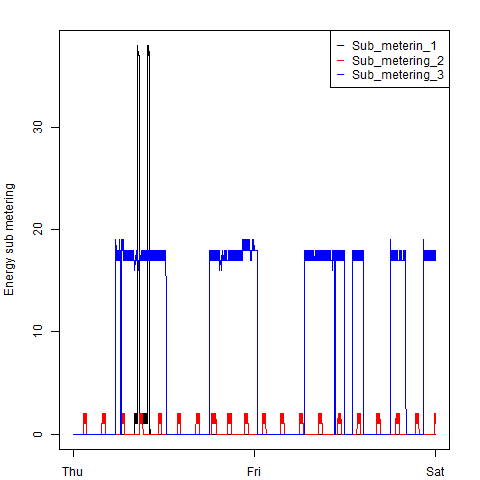 Sub_meterin_1
Sub_metering_2
Sub_metering_3
Energy sub metering
30
20
10
0
Thu
Fri
Sat